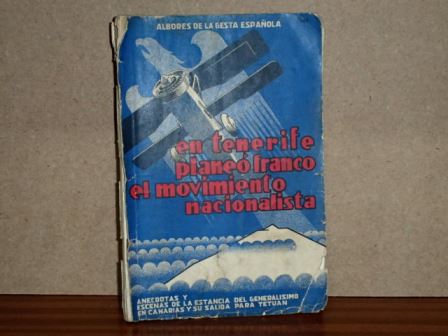 ALBORES DE LA GESTA ESPAÑOLA
en tenerife
planeó franco
el movimiento
nacionalista
ANECDOTAS Y
ESCENAS DE LA ESTANCIA DEL GENERALISIMO
EN CANARIAS Y SU SALIDA PARA TETUAN